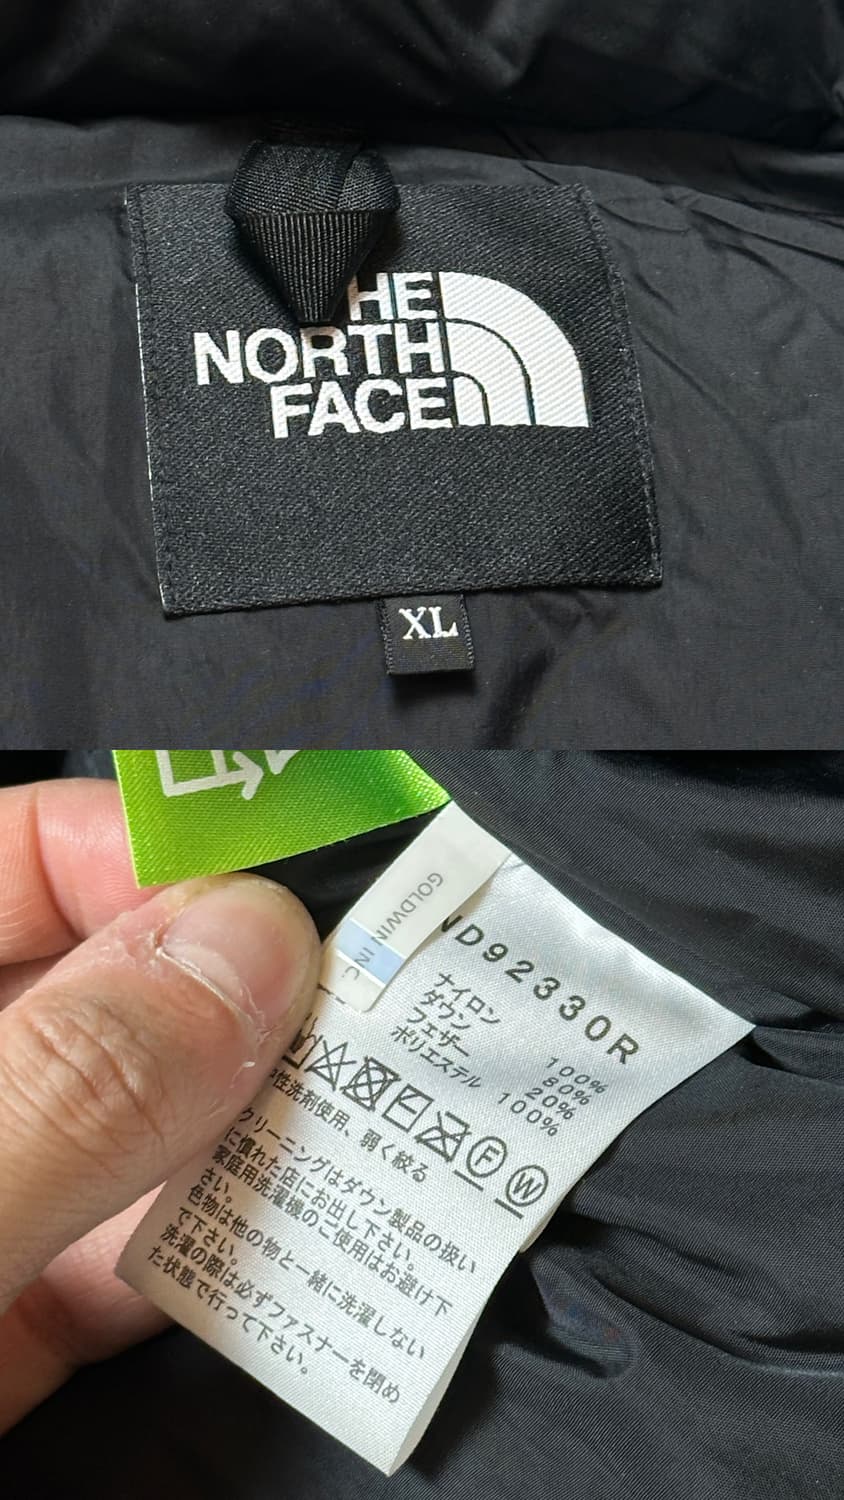 THE
NORTH
FACE
XL
GOLDWIN INC.
ND92330R
ナイロン 100%
ダウン 80%
フェザー 20%
ポリエステル 100%
F W
中性洗剤使用、弱く絞る
クリーニングはダウン製品の扱い
に慣れた店にお出し下さい。
家庭用洗濯機のご使用はお避け下
さい。
色物は他の物と一緒に洗濯しない
で下さい。
洗濯の際は必ずファスナーを閉め
た状態で行って下さい。